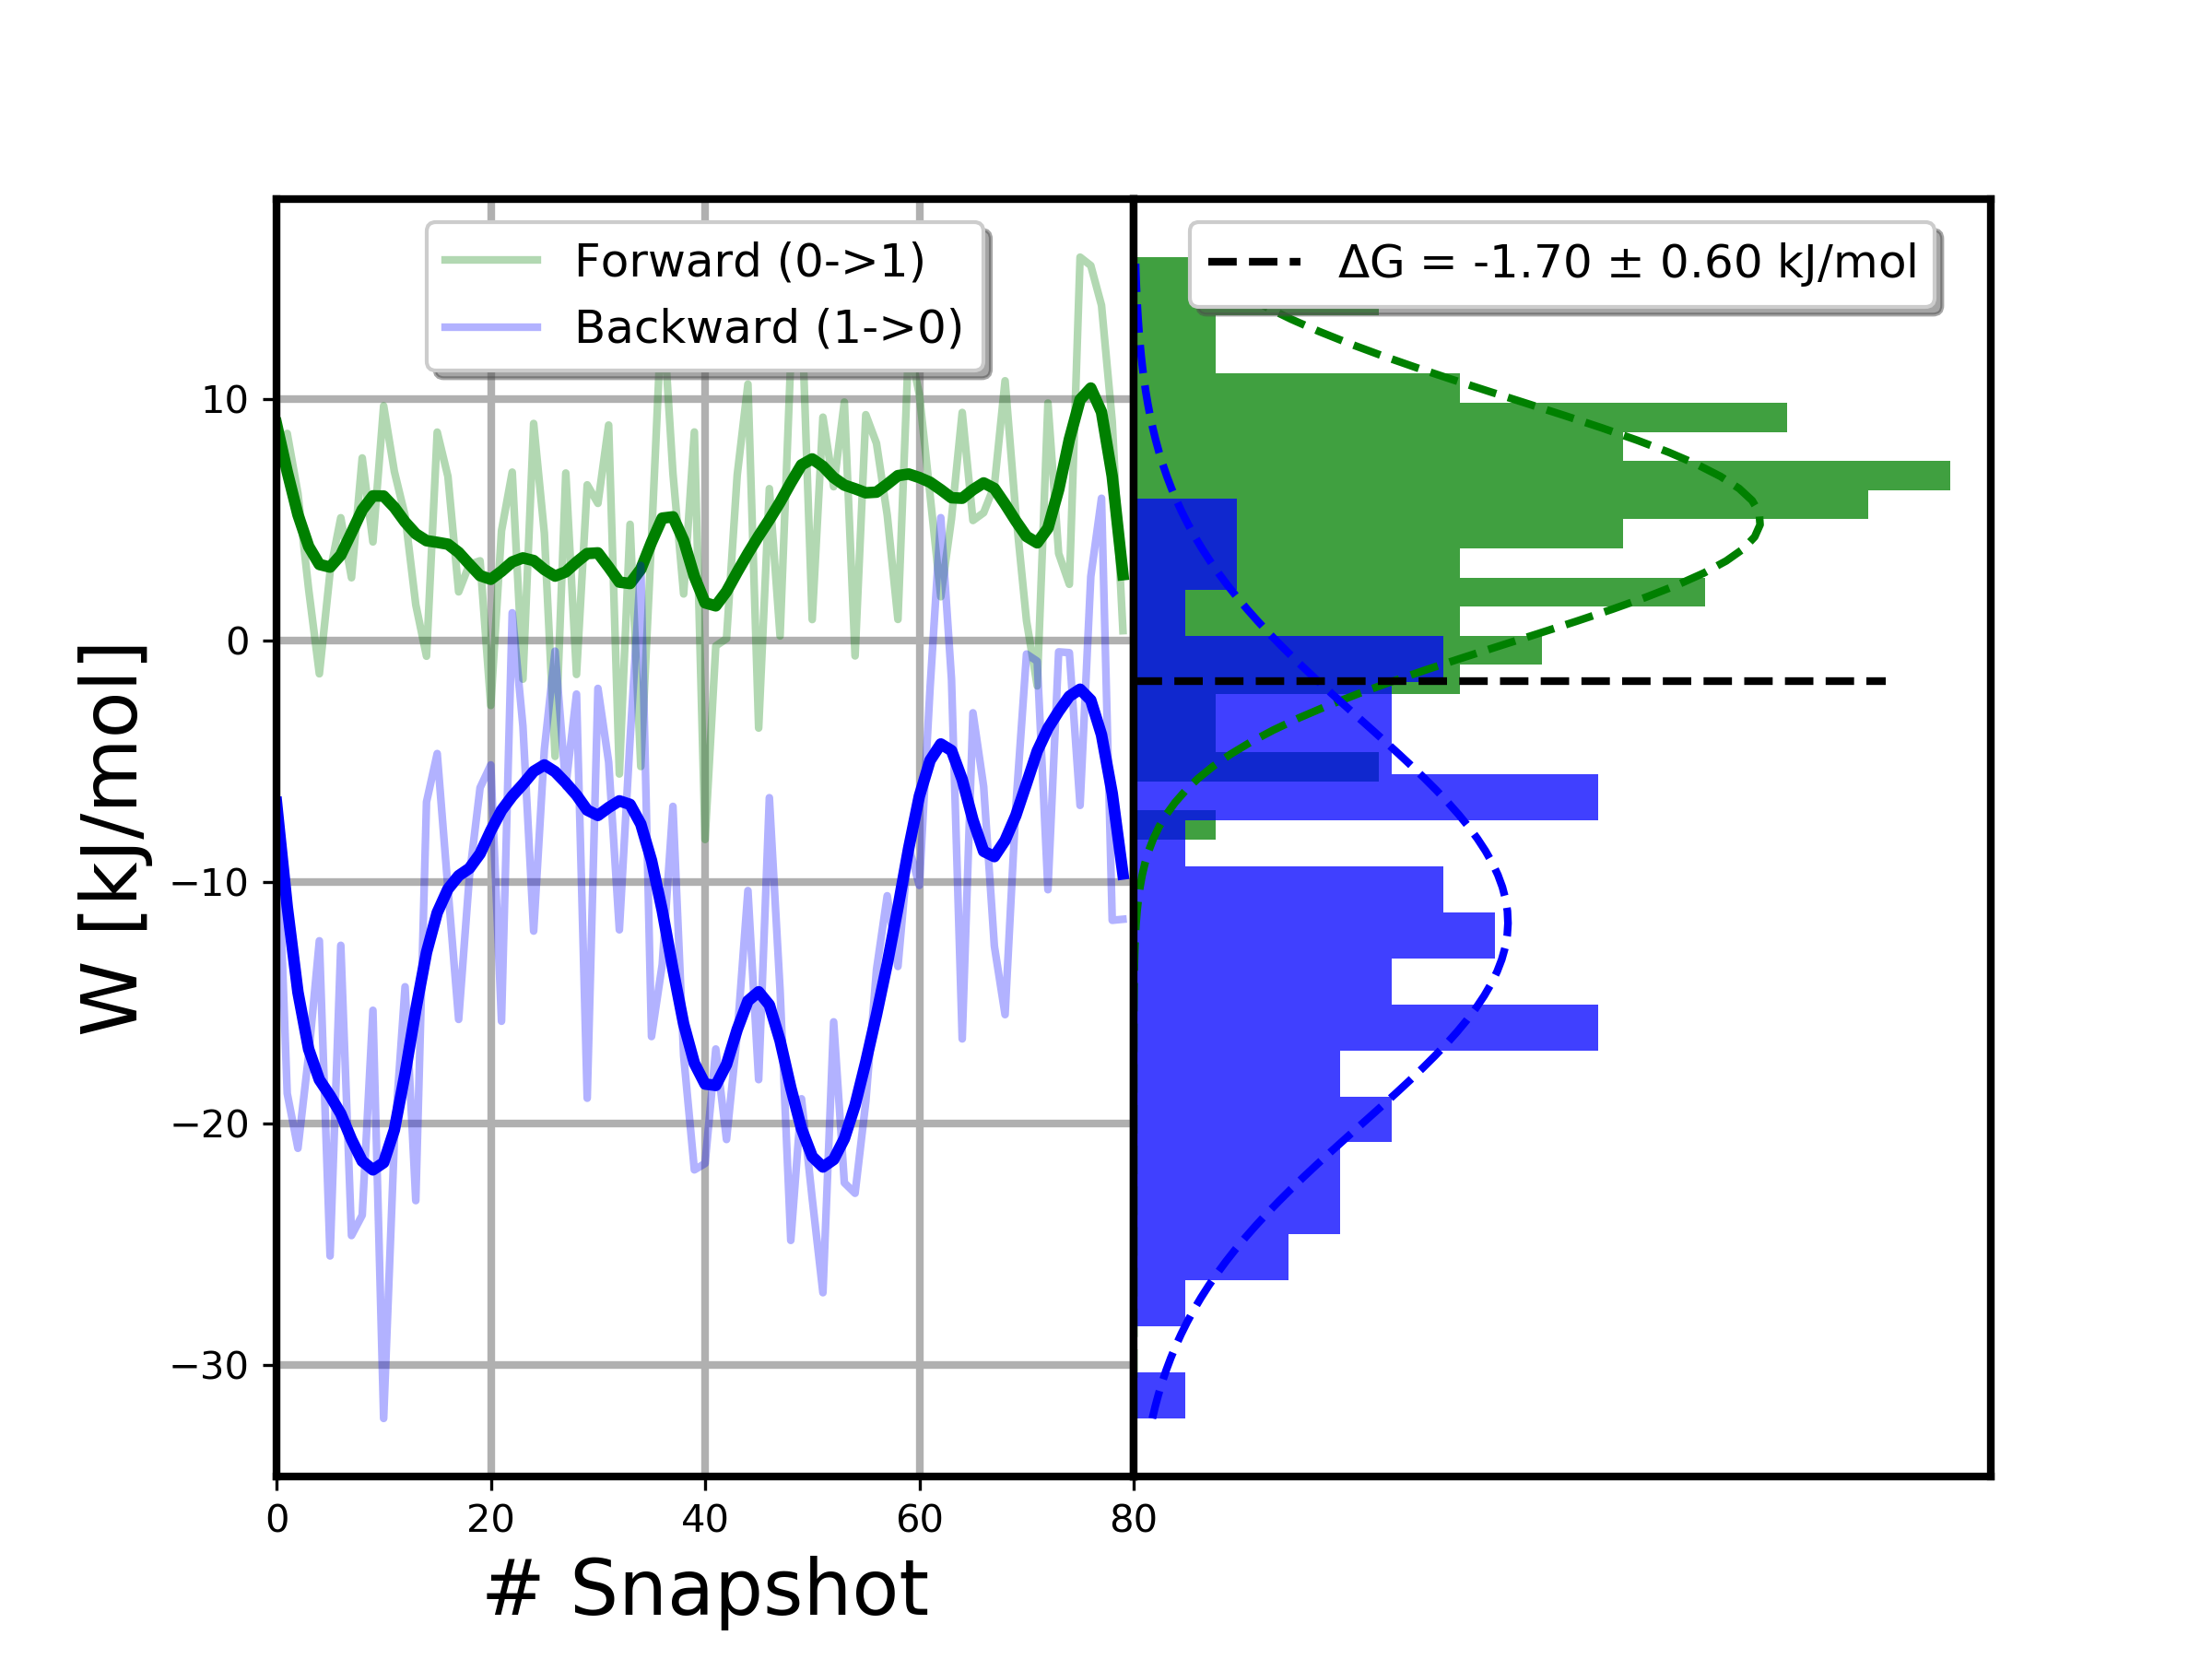 Forward (0->1)
Backward (1->0)
ΔG = -1.70 ± 0.60 kJ/mol
W [kJ/mol]
10
0
−10
−20
−30
0 20 40 60 80
# Snapshot